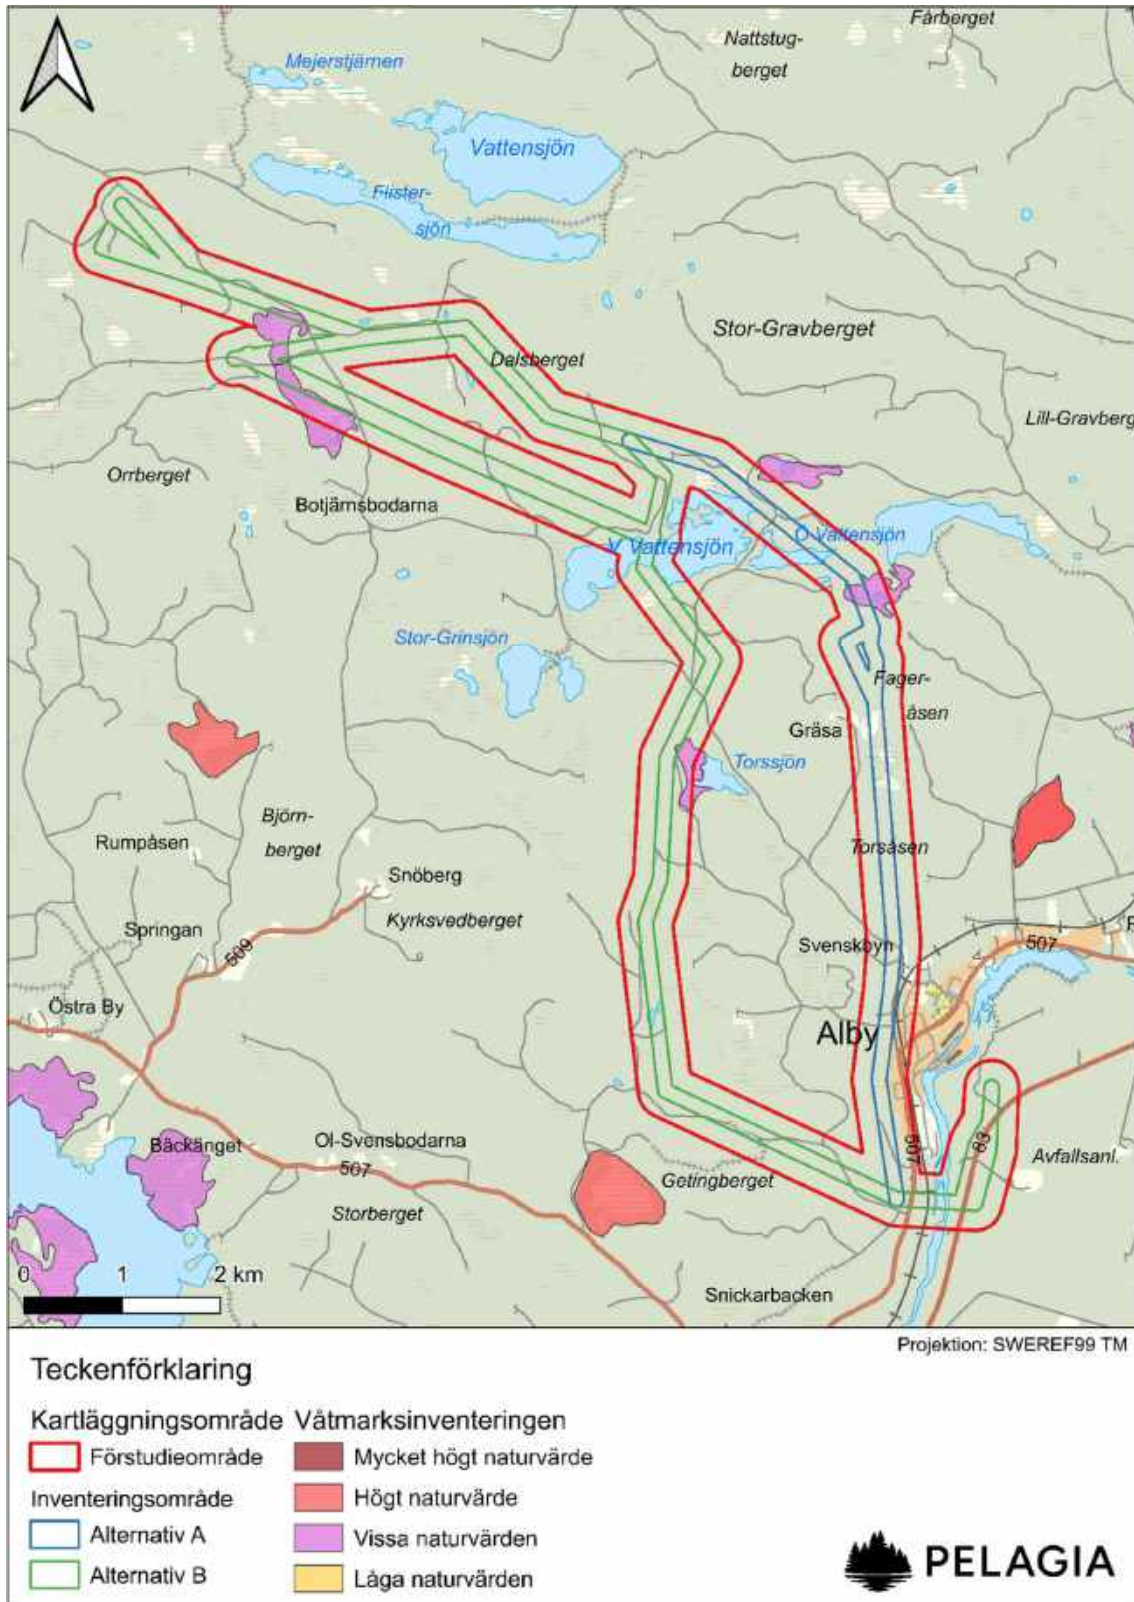 Fårberget
Nattstug-
berget
Mejerstjärnen
Vattensjön
Flister-
sjön
Stor-Gravberget
Dalsberget
Lill-Gravberg
Orrberget
Botjärnsbodarna
V Vattensjön
Ö Vattensjön
Stor-Grinsjön
Fager-
åsen
Gräsa
Torssjön
Björn-
berget
Rumpåsen
Torsåsen
Snöberg
Kyrksvedberget
Springan
509
Svenskbyn
507
Östra By
Alby
Bäckänget
Ol-Svensbodarna
507
507
83
Avfallsanl.
Getingberget
Storberget
0 1 2 km
Snickarbacken
Projektion: SWEREF99 TM
Teckenförklaring
Kartläggningsområde
Förstudieområde
Inventeringsområde
Alternativ A
Alternativ B
Våtmarksinventeringen
Mycket högt naturvärde
Högt naturvärde
Vissa naturvärden
Låga naturvärden
PELAGIA